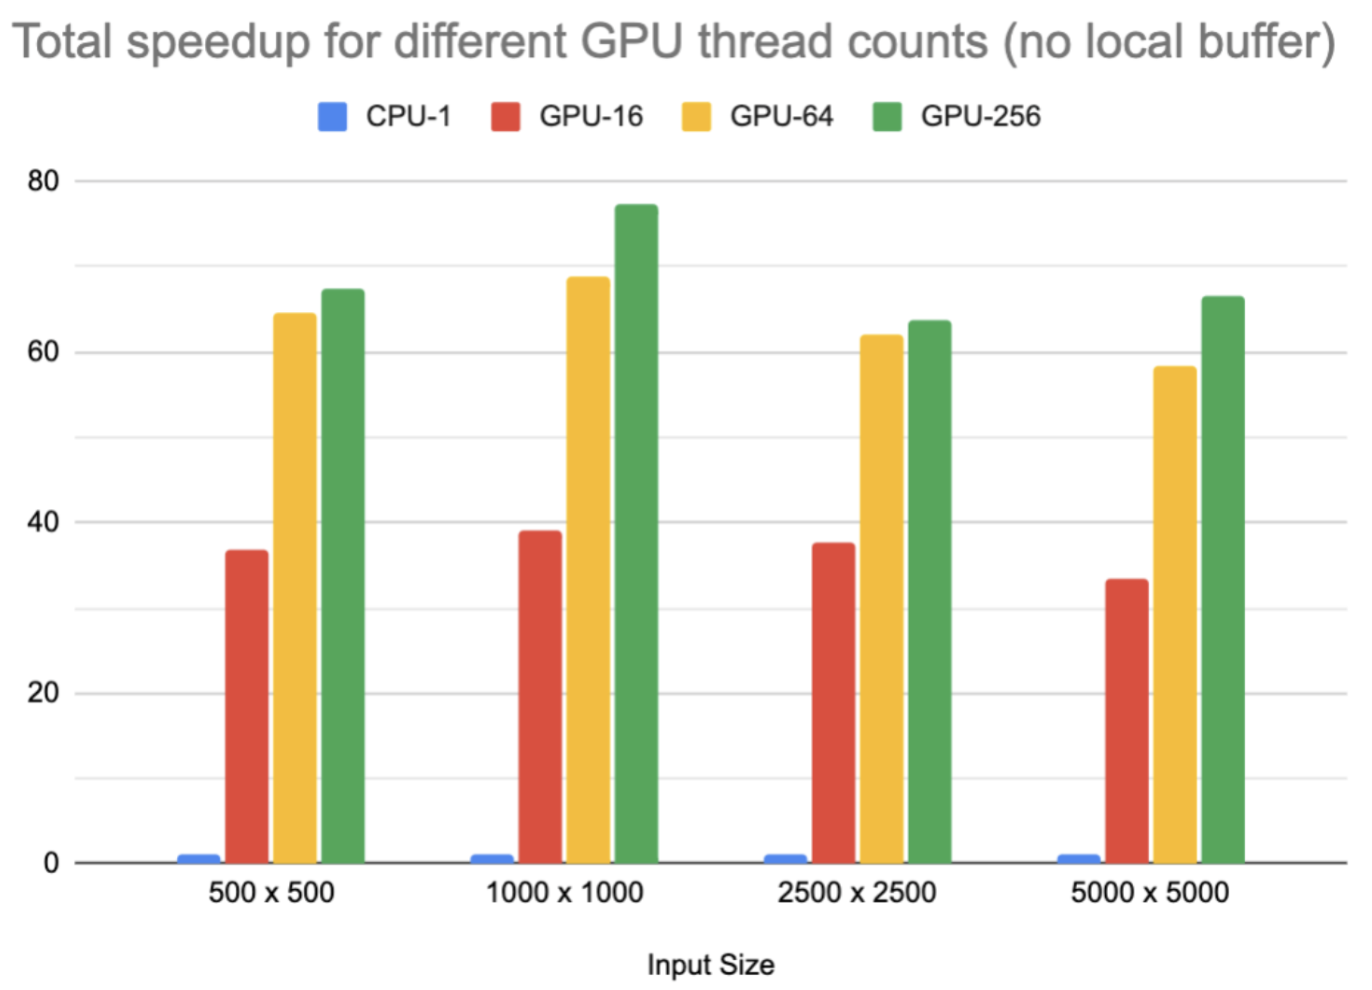 Total speedup for different GPU thread counts (no local buffer)
CPU-1 GPU-16 GPU-64 GPU-256
80
60
40
20
0
500 x 500 1000 x 1000 2500 x 2500 5000 x 5000
Input Size